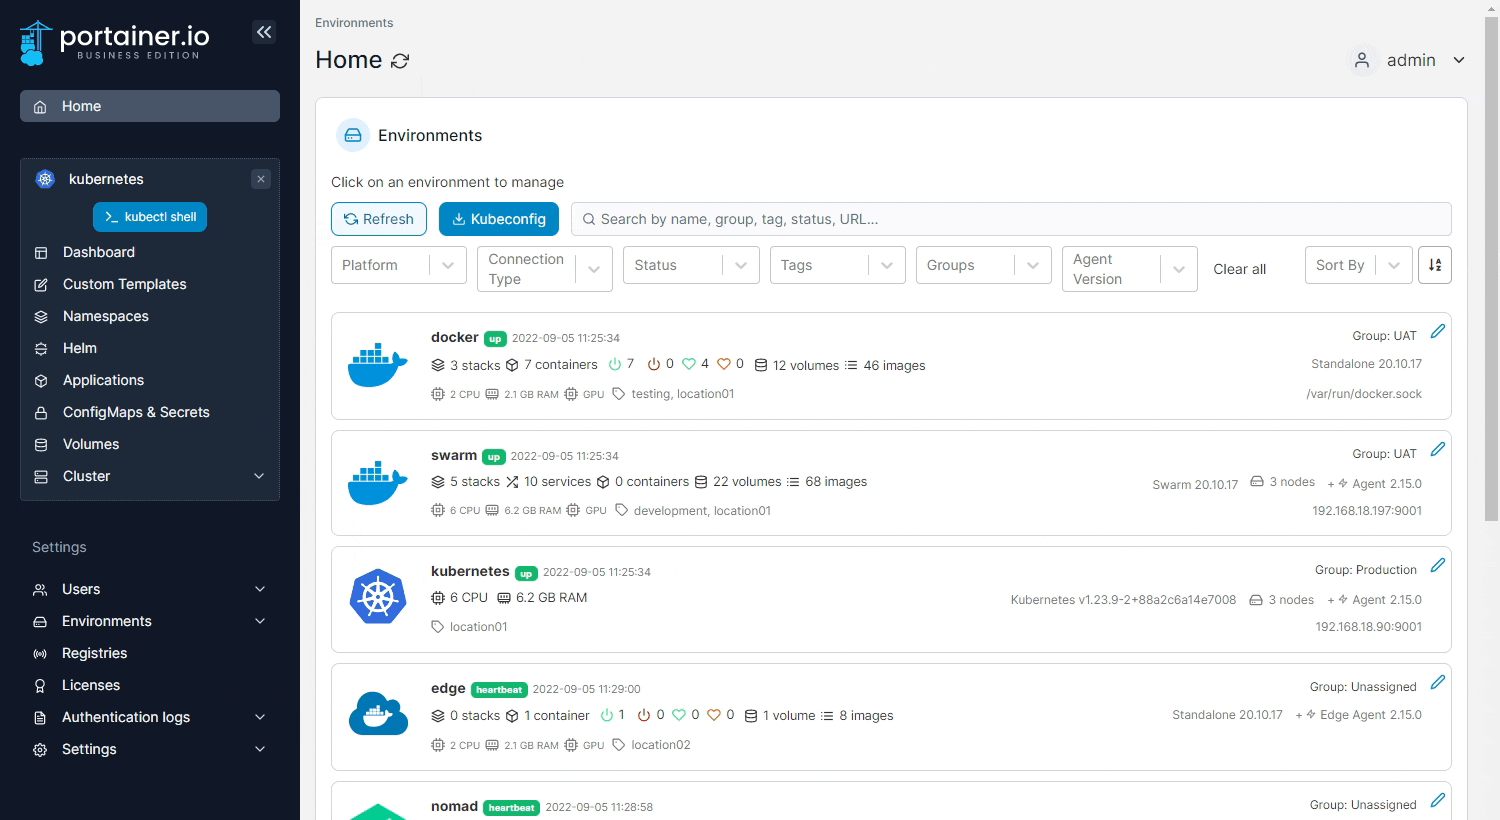 portainer.io
BUSINESS EDITION
Home
kubernetes
kubectl shell
Dashboard
Custom Templates
Namespaces
Helm
Applications
ConfigMaps & Secrets
Volumes
Cluster
Settings
Users
Environments
Registries
Licenses
Authentication logs
Settings
Environments
Home
admin
Environments
Click on an environment to manage
Refresh
Kubeconfig
Search by name, group, tag, status, URL...
Platform
Connection
Type
Status
Tags
Groups
Agent
Version
Clear all
Sort By
docker up 2022-09-05 11:25:34
Group: UAT
3 stacks 7 containers 7 0 4 0 12 volumes 46 images
Standalone 20.10.17
2 CPU 2.1 GB RAM GPU testing, location01
/var/run/docker.sock
swarm up 2022-09-05 11:25:34
Group: UAT
5 stacks 10 services 0 containers 22 volumes 68 images
Swarm 20.10.17 3 nodes + Agent 2.15.0
6 CPU 6.2 GB RAM GPU development, location01
192.168.18.197:9001
kubernetes up 2022-09-05 11:25:34
Group: Production
6 CPU 6.2 GB RAM
Kubernetes v1.23.9-2+88a2c6a14e7008 3 nodes + Agent 2.15.0
location01
192.168.18.90:9001
edge heartbeat 2022-09-05 11:29:00
Group: Unassigned
0 stacks 1 container 1 0 0 0 1 volume 8 images
Standalone 20.10.17 + Edge Agent 2.15.0
2 CPU 2.1 GB RAM GPU location02
nomad heartbeat 2022-09-05 11:28:58
Group: Unassigned